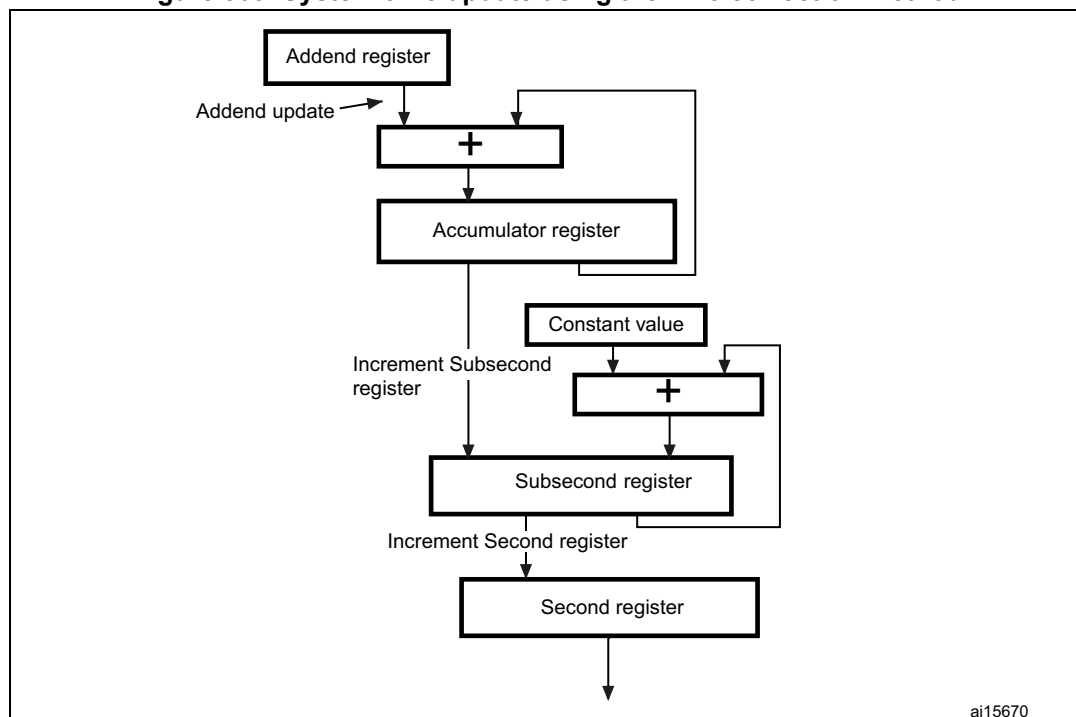 Addend register
Addend update
+
Accumulator register
Constant value
Increment Subsecond
register
+
Subsecond register
Increment Second register
Second register
ai15670